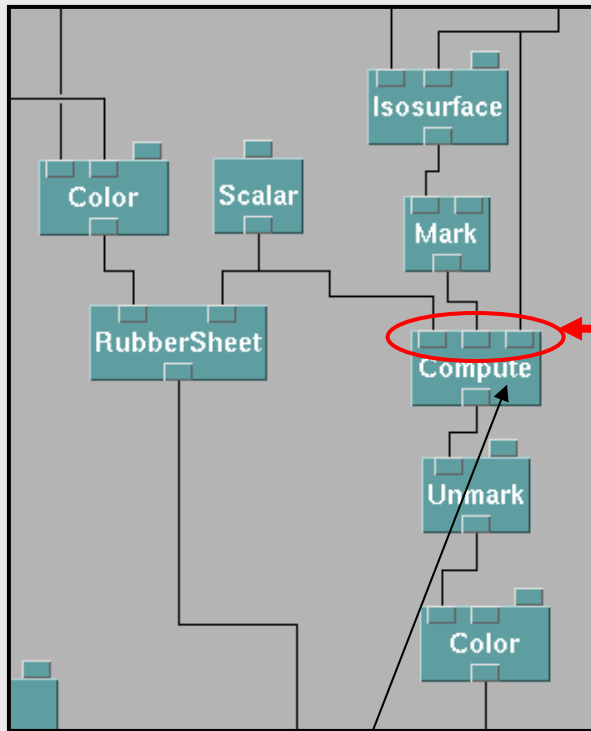 Isosurface
Color
Scalar
Mark
RubberSheet
Compute
Unmark
Color